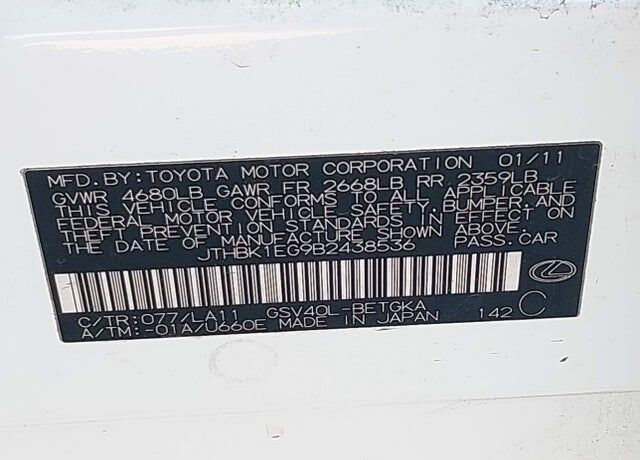 MFD. BY: TOYOTA MOTOR CORPORATION 01/11
GVWR 4680LB GAWR FR 2668LB RR 2359LB
THIS VEHICLE CONFORMS TO ALL APPLICABLE
FEDERAL MOTOR VEHICLE SAFETY, BUMPER, AND
THEFT PREVENTION STANDARDS IN EFFECT ON
THE DATE OF MANUFACTURE SHOWN ABOVE.
JTHBK1EG9B2438536 PASS. CAR
C/TR: 077/LA11 GSV40L-BETGKA
A/TM: -01A/U660E MADE IN JAPAN 142 C